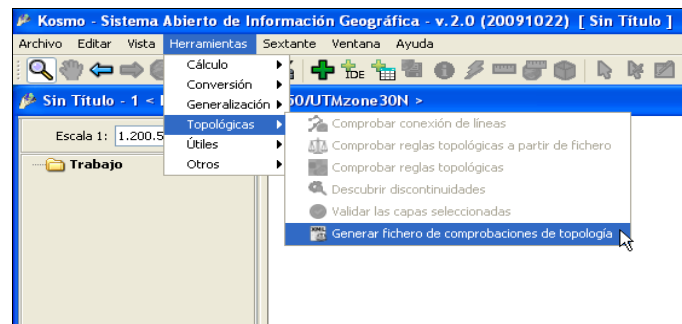 Kosmo - Sistema Abierto de Información Geográfica - v.2.0 (20091022) [ Sin Título ]
Archivo Editar Vista Herramientas Sextante Ventana Ayuda
IDE
Sin Título - 1 <
50/UTMzone30N >
Escala 1: 1.200.5
Trabajo
Cálculo
Conversión
Generalización
Topológicas
Útiles
Otros
Comprobar conexión de líneas
Comprobar reglas topológicas a partir de fichero
Comprobar reglas topológicas
Descubrir discontinuidades
Validar las capas seleccionadas
XML Generar fichero de comprobaciones de topología